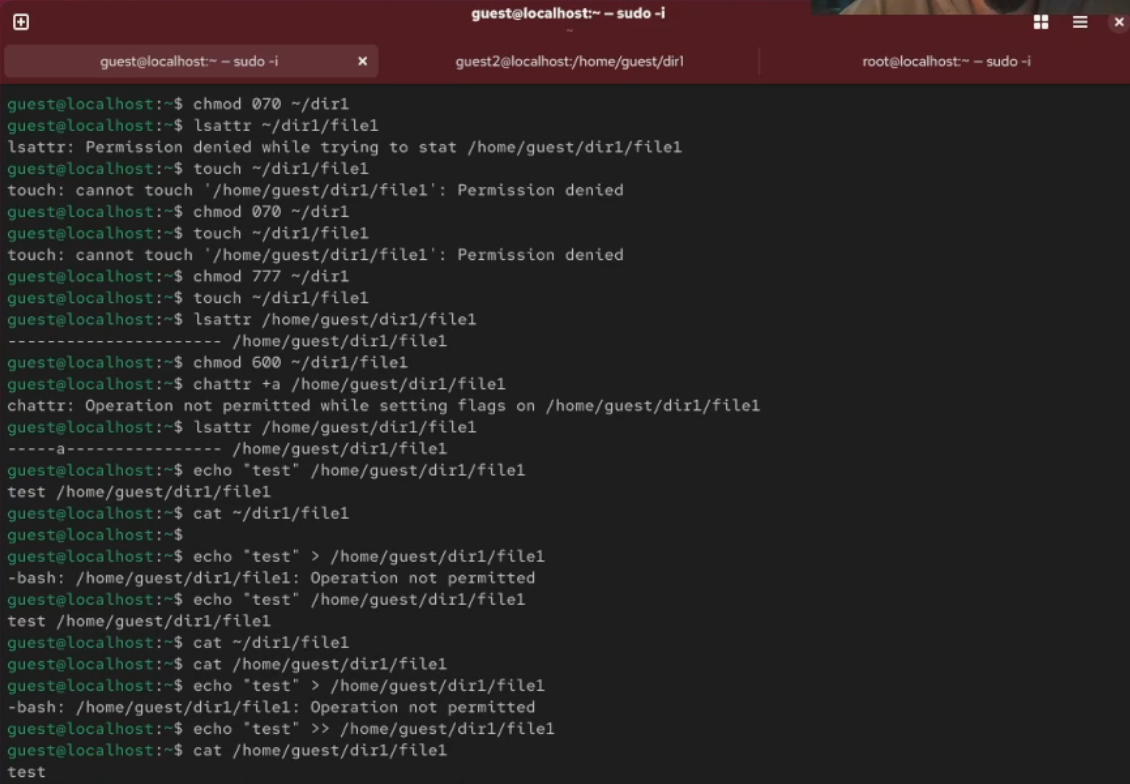 guest@localhost:~ — sudo -i
~
guest@localhost:~ — sudo -i
guest2@localhost:/home/guest/dir1
root@localhost:~ — sudo -i
guest@localhost:~$ chmod 070 ~/dir1
guest@localhost:~$ lsattr ~/dir1/file1
lsattr: Permission denied while trying to stat /home/guest/dir1/file1
guest@localhost:~$ touch ~/dir1/file1
touch: cannot touch '/home/guest/dir1/file1': Permission denied
guest@localhost:~$ chmod 070 ~/dir1
guest@localhost:~$ touch ~/dir1/file1
touch: cannot touch '/home/guest/dir1/file1': Permission denied
guest@localhost:~$ chmod 777 ~/dir1
guest@localhost:~$ touch ~/dir1/file1
guest@localhost:~$ lsattr /home/guest/dir1/file1
---------------------- /home/guest/dir1/file1
guest@localhost:~$ chmod 600 ~/dir1/file1
guest@localhost:~$ chattr +a /home/guest/dir1/file1
chattr: Operation not permitted while setting flags on /home/guest/dir1/file1
guest@localhost:~$ lsattr /home/guest/dir1/file1
-----a---------------- /home/guest/dir1/file1
guest@localhost:~$ echo "test" /home/guest/dir1/file1
test /home/guest/dir1/file1
guest@localhost:~$ cat ~/dir1/file1
guest@localhost:~$
guest@localhost:~$ echo "test" > /home/guest/dir1/file1
-bash: /home/guest/dir1/file1: Operation not permitted
guest@localhost:~$ echo "test" /home/guest/dir1/file1
test /home/guest/dir1/file1
guest@localhost:~$ cat ~/dir1/file1
guest@localhost:~$ cat /home/guest/dir1/file1
guest@localhost:~$ echo "test" > /home/guest/dir1/file1
-bash: /home/guest/dir1/file1: Operation not permitted
guest@localhost:~$ echo "test" >> /home/guest/dir1/file1
guest@localhost:~$ cat /home/guest/dir1/file1
test